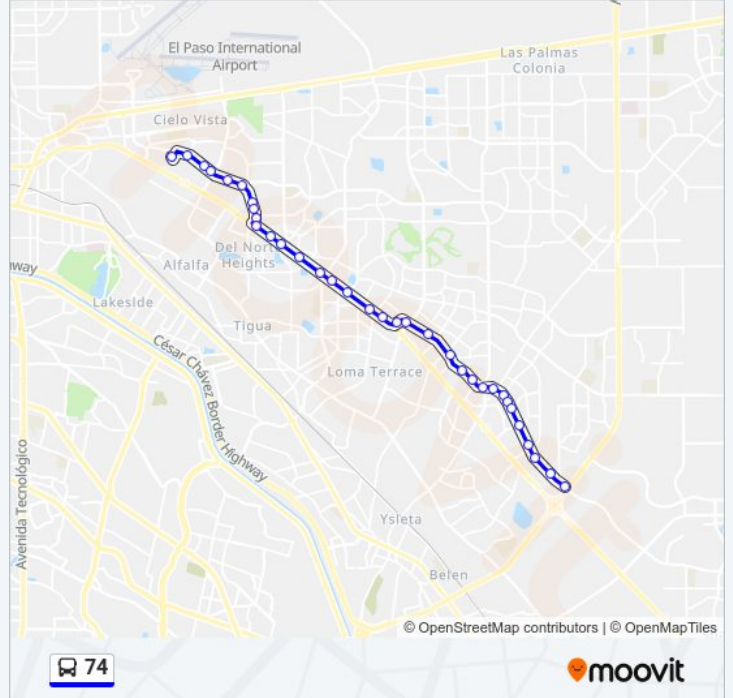 El Paso International
Airport
Las Palmas
Colonia
Cielo Vista
Del Norte
Heights
Alfalfa
way
Lakeside
Tigua
César Chávez Border Highway
Loma Terrace
Avenida Tecnológico
Ysleta
Belen
© OpenStreetMap contributors | © OpenMapTiles
74
moovit